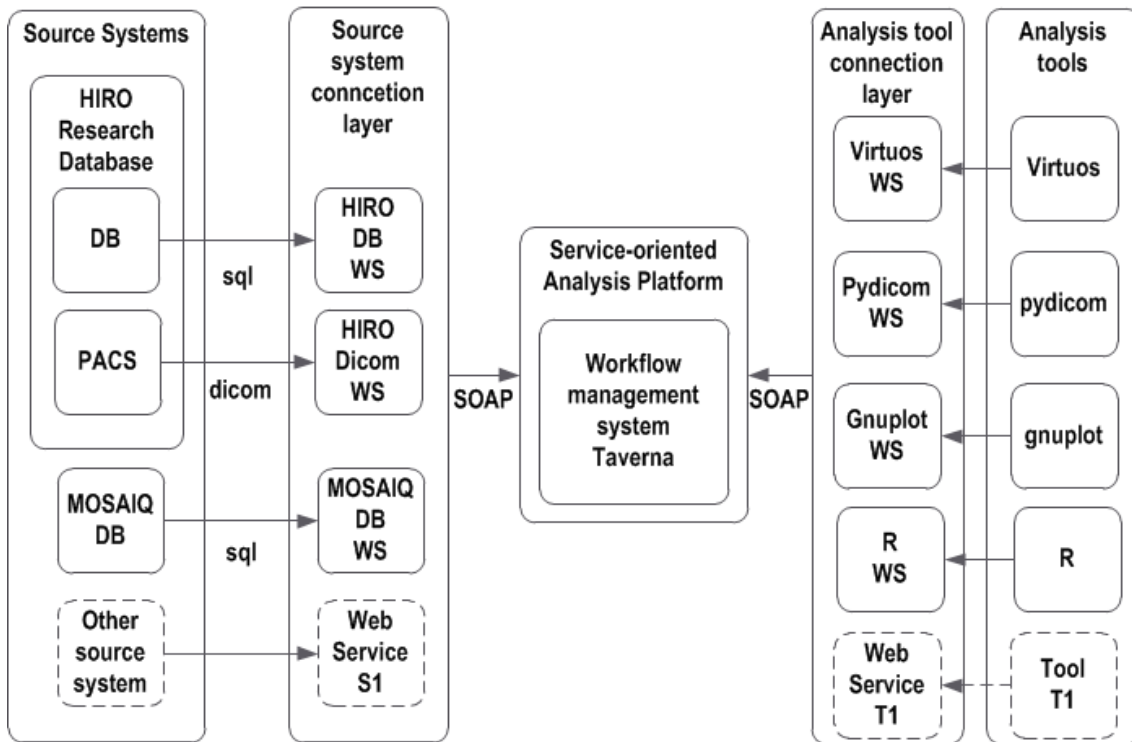 Source Systems
HIRO
Research
Database
DB
PACS
MOSAIQ
DB
Other
source
system
sql
dicom
sql
Source
system
conncetion
layer
HIRO
DB
WS
HIRO
Dicom
WS
MOSAIQ
DB
WS
Web
Service
S1
SOAP
Service-oriented
Analysis Platform
Workflow
management
system
Taverna
SOAP
Analysis tool
connection
layer
Virtuos
WS
Pydicom
WS
Gnuplot
WS
R
WS
Web
Service
T1
Analysis
tools
Virtuos
pydicom
gnuplot
R
Tool
T1